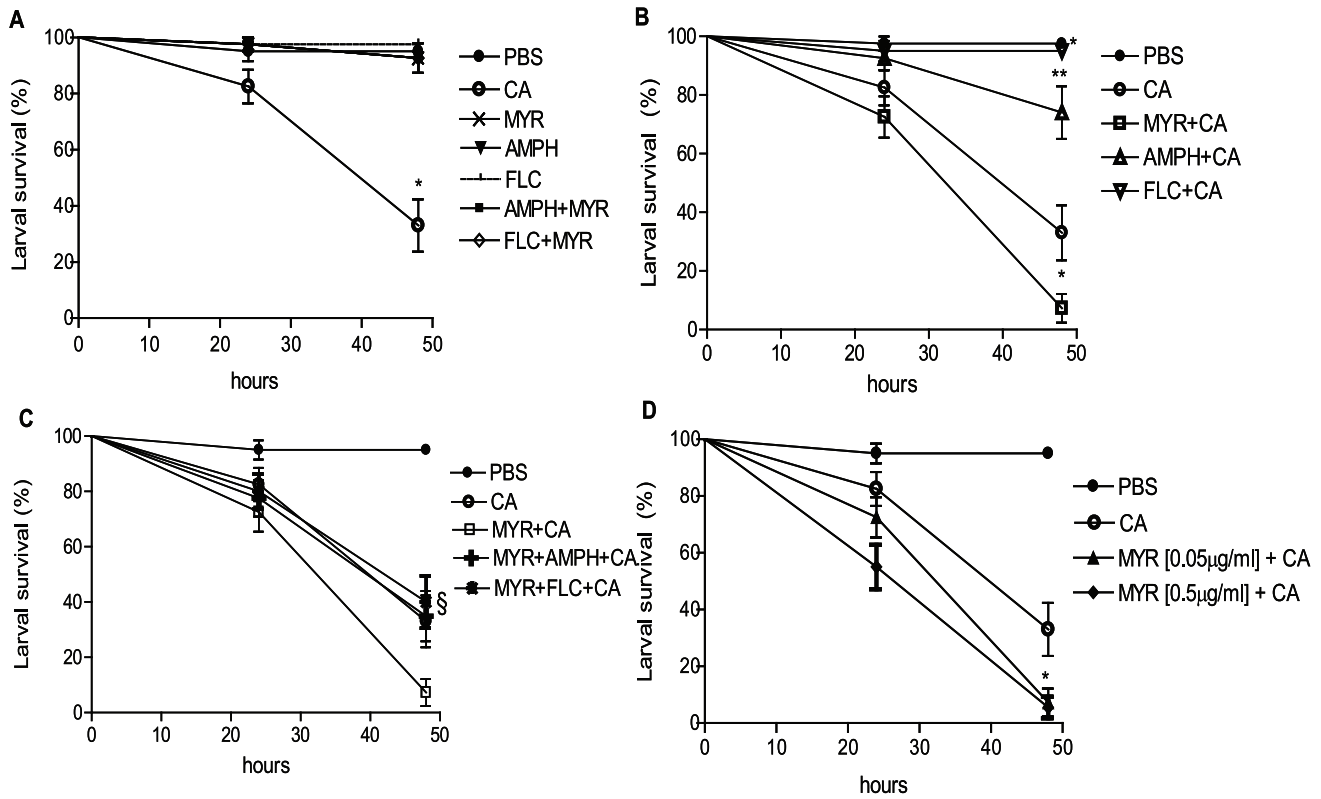 A
Larval survival (%)
100
80
60
40
20
0
0 10 20 30 40 50
hours
*
PBS
CA
MYR
AMPH
FLC
AMPH+MYR
FLC+MYR
B
Larval survival (%)
100
80
60
40
20
0
0 10 20 30 40 50
hours
*
**
*
PBS
CA
MYR+CA
AMPH+CA
FLC+CA
C
Larval survival (%)
100
80
60
40
20
0
0 10 20 30 40 50
hours
§
PBS
CA
MYR+CA
MYR+AMPH+CA
MYR+FLC+CA
D
Larval survival (%)
100
80
60
40
20
0
0 10 20 30 40 50
hours
*
PBS
CA
MYR [0.05µg/ml] + CA
MYR [0.5µg/ml] + CA